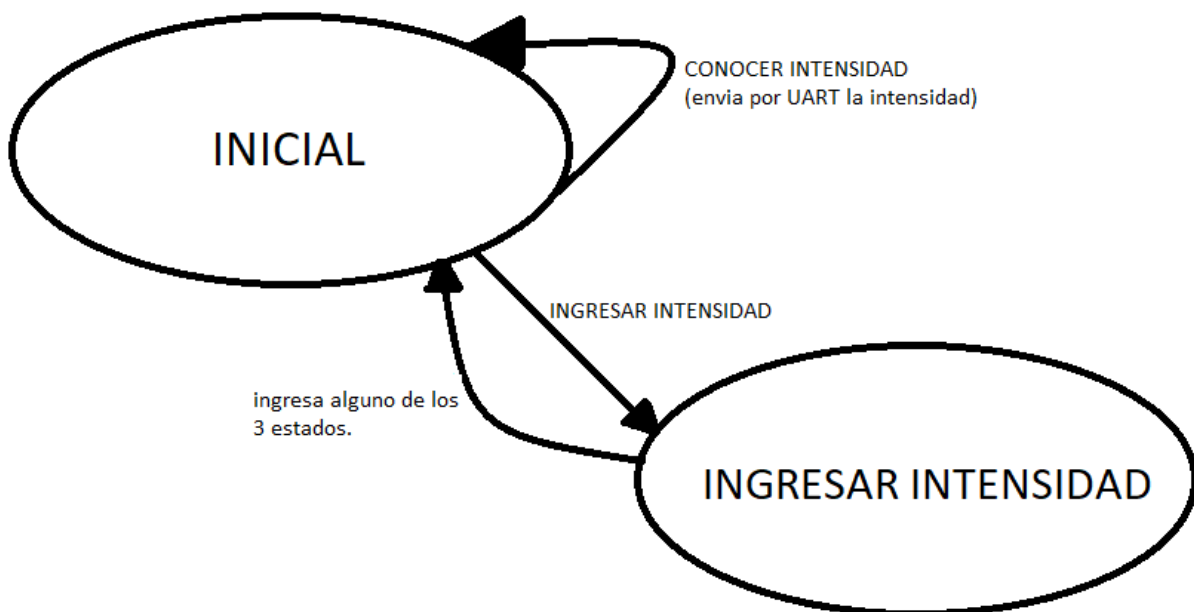 CONOCER INTENSIDAD
(envia por UART la intensidad)
INICIAL
INGRESAR INTENSIDAD
ingresa alguno de los
3 estados.
INGRESAR INTENSIDAD